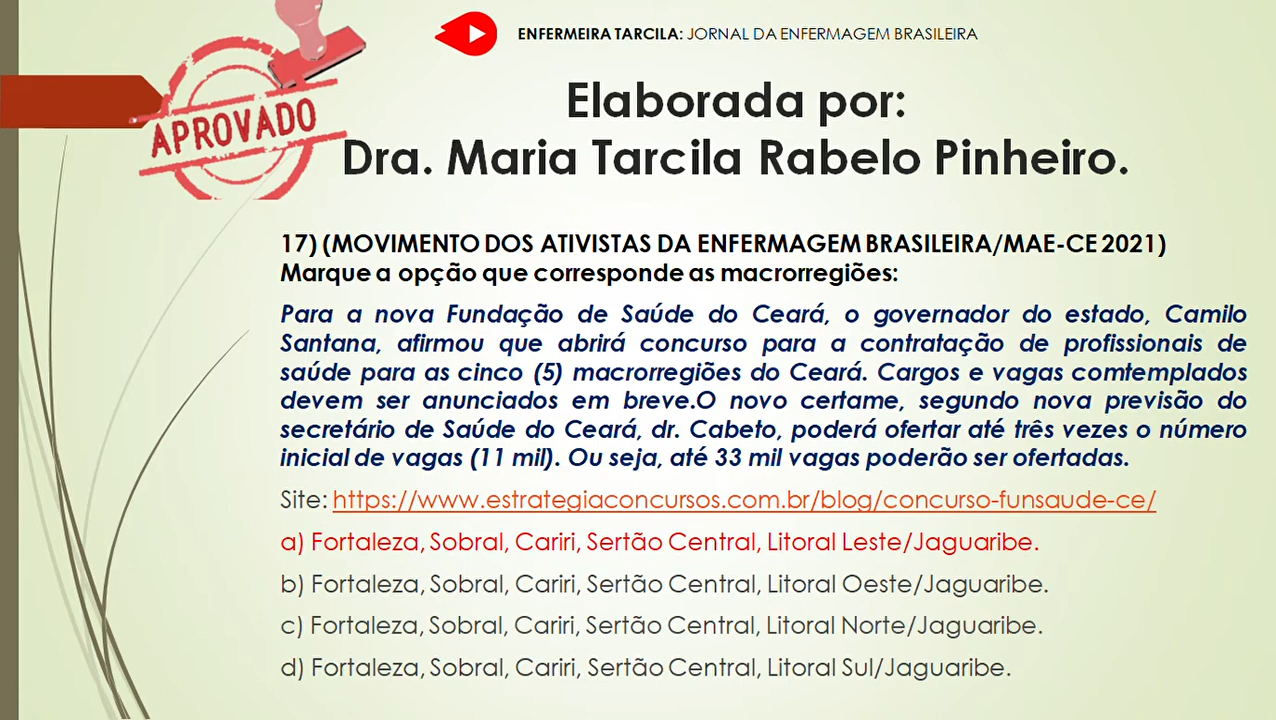 ENFERMEIRA TARCILA: JORNAL DA ENFERMAGEM BRASILEIRA
APROVADO
Elaborada por:
Dra. Maria Tarcila Rabelo Pinheiro.
17) (MOVIMENTO DOS ATIVISTAS DA ENFERMAGEM BRASILEIRA/MAE-CE 2021)
Marque a opção que corresponde as macrorregiões:
Para a nova Fundação de Saúde do Ceará, o governador do estado, Camilo
Santana, afirmou que abrirá concurso para a contratação de profissionais de
saúde para as cinco (5) macrorregiões do Ceará. Cargos e vagas comtemplados
devem ser anunciados em breve.O novo certame, segundo nova previsão do
secretário de Saúde do Ceará, dr. Cabeto, poderá ofertar até três vezes o número
inicial de vagas (11 mil). Ou seja, até 33 mil vagas poderão ser ofertadas.
Site: https://www.estrategiaconcursos.com.br/blog/concurso-funsaude-ce/
a) Fortaleza, Sobral, Cariri, Sertão Central, Litoral Leste/Jaguaribe.
b) Fortaleza, Sobral, Cariri, Sertão Central, Litoral Oeste/Jaguaribe.
c) Fortaleza, Sobral, Cariri, Sertão Central, Litoral Norte/Jaguaribe.
d) Fortaleza, Sobral, Cariri, Sertão Central, Litoral Sul/Jaguaribe.